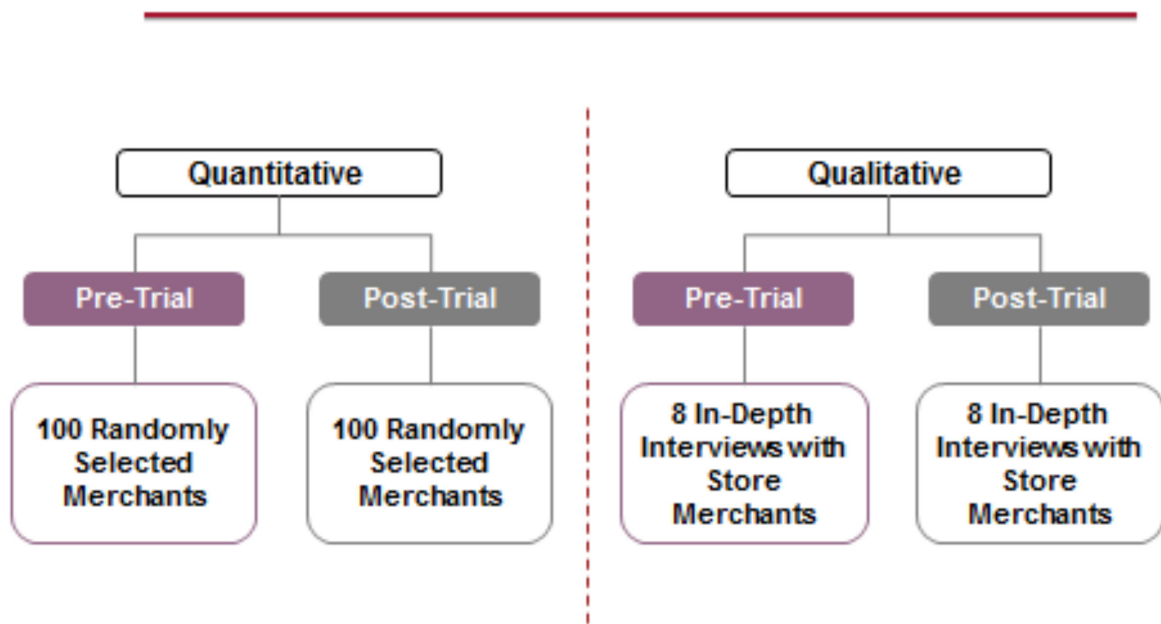 Quantitative
Pre-Trial
Post-Trial
100 Randomly
Selected
Merchants
100 Randomly
Selected
Merchants
Qualitative
Pre-Trial
Post-Trial
8 In-Depth
Interviews with
Store
Merchants
8 In-Depth
Interviews with
Store
Merchants